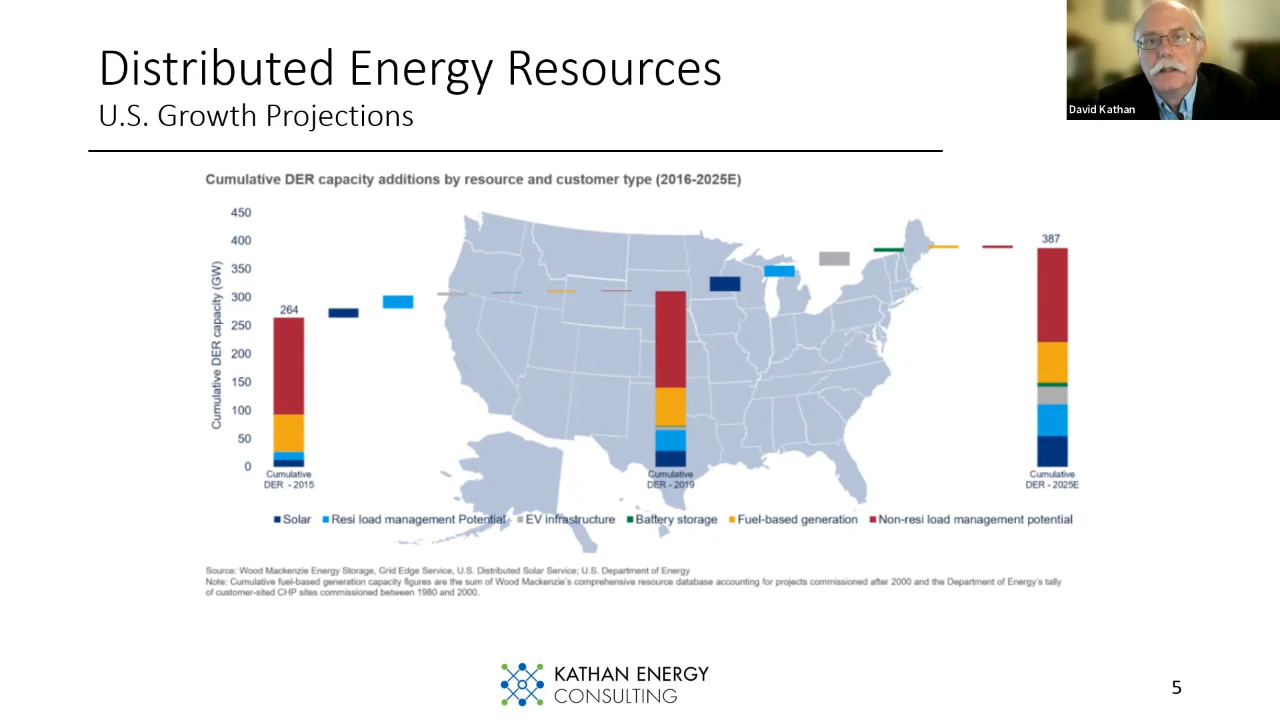 Distributed Energy Resources
U.S. Growth Projections
David Kathan
Cumulative DER capacity additions by resource and customer type (2016-2025E)
Cumulative DER capacity (GW)
450
400
350
300
250
200
150
100
50
0
264
387
Cumulative
DER - 2015
Cumulative
DER - 2019
Cumulative
DER - 2025E
Solar Resi load management Potential EV infrastructure Battery storage Fuel-based generation Non-resi load management potential
Source: Wood Mackenzie Energy Storage, Grid Edge Service, U.S. Distributed Solar Service; U.S. Department of Energy
Note: Cumulative fuel-based generation capacity figures are the sum of Wood Mackenzie's comprehensive resource database accounting for projects commissioned after 2000 and the Department of Energy's tally
of customer-sited CHP sites commissioned between 1980 and 2000.
KATHAN ENERGY
CONSULTING
5